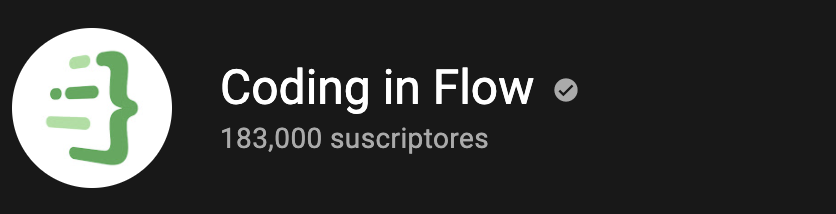 Coding in Flow
183,000 suscriptores